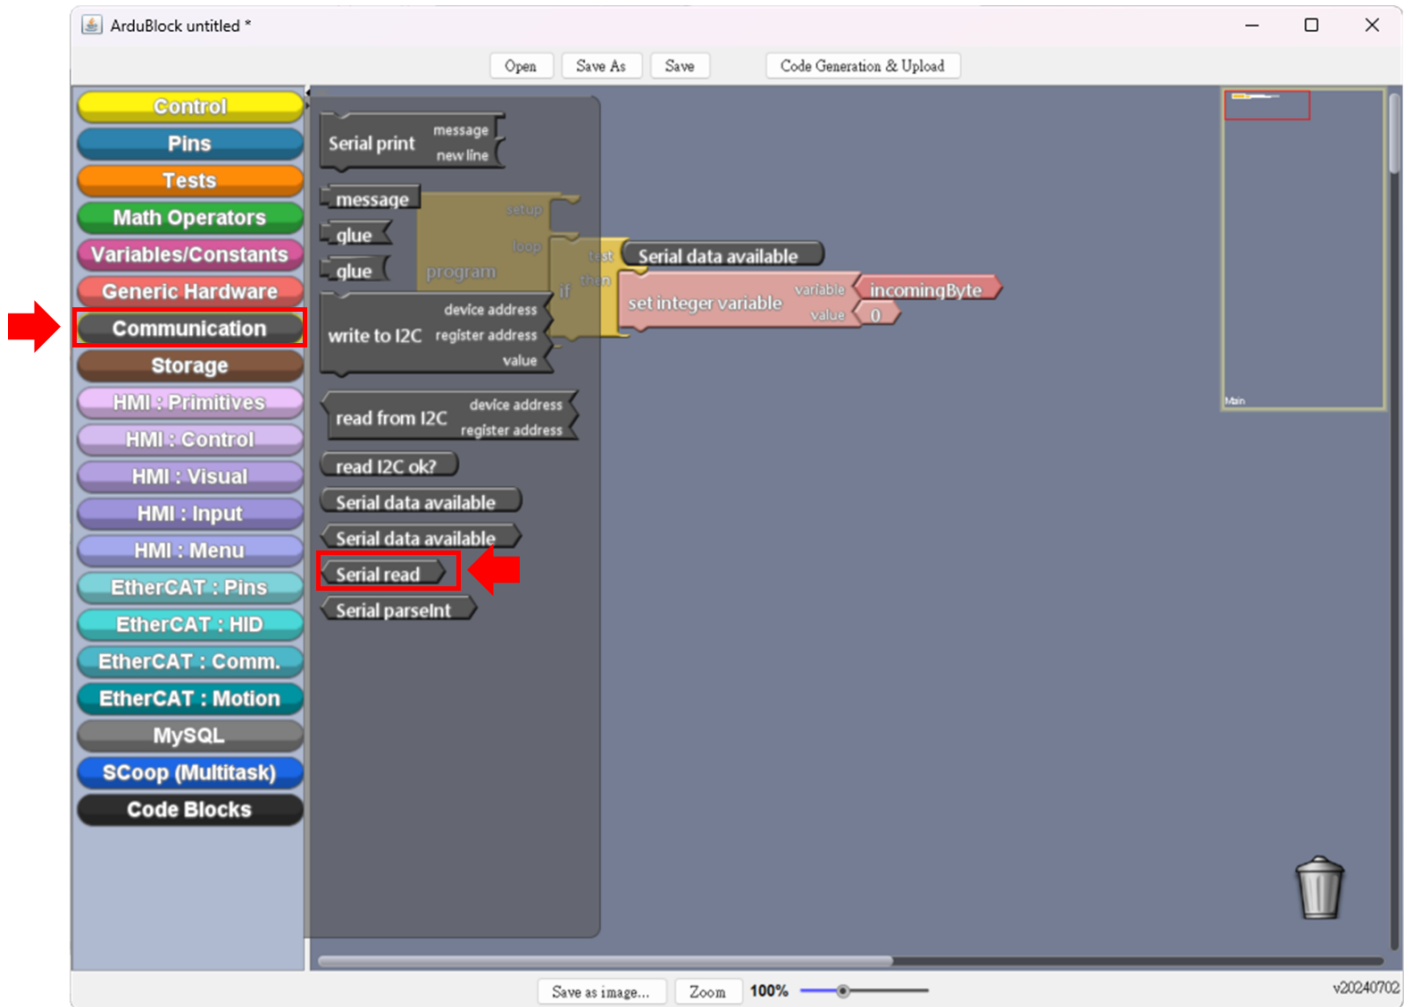 ArduBlock untitled *
Open Save As Save Code Generation & Upload
Control
Pins
Tests
Math Operators
Variables/Constants
Generic Hardware
Communication
Storage
HMI : Primitives
HMI : Control
HMI : Visual
HMI : Input
HMI : Menu
EtherCAT : Pins
EtherCAT : HID
EtherCAT : Comm.
EtherCAT : Motion
MySQL
SCoop (Multitask)
Code Blocks
Serial print message
new line
message
glue
glue
write to I2C device address
register address
value
read from I2C device address
register address
read I2C ok?
Serial data available
Serial data available
Serial read
Serial parseInt
program setup
loop
if test
then
Serial data available
set integer variable variable incomingByte
value 0
Main
Save as image... Zoom 100%
v20240702